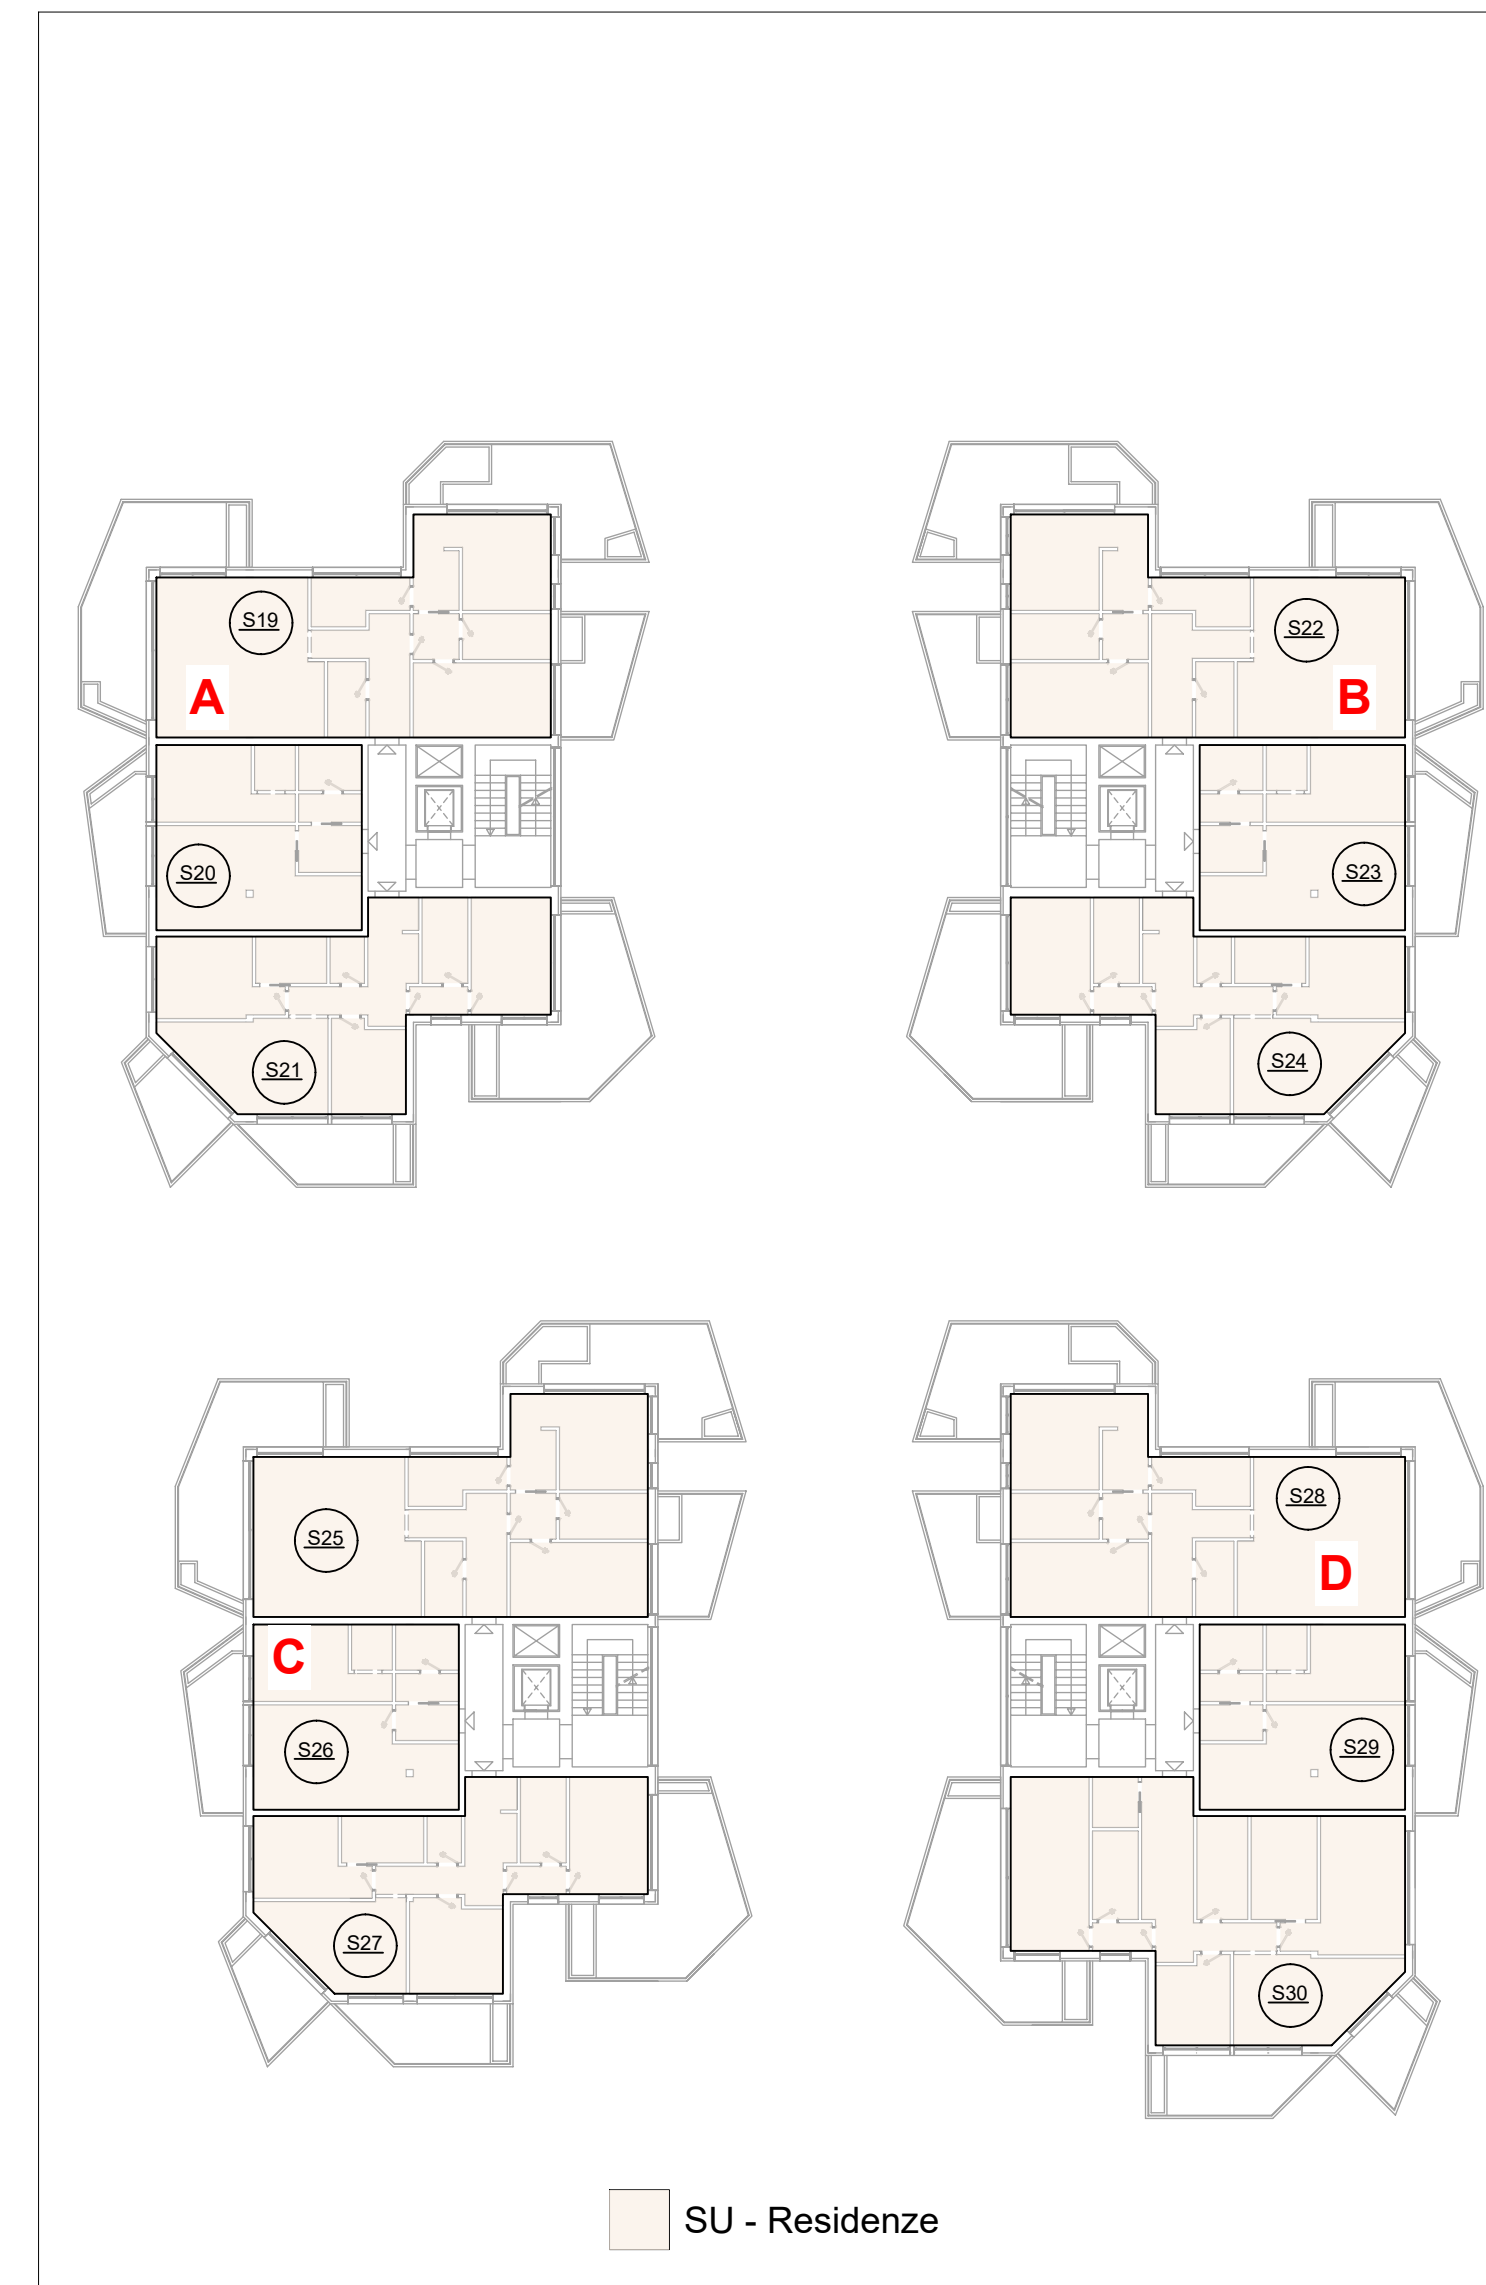 S19
A
S20
S21
S22
B
S23
S24
S25
C
S26
S27
S28
D
S29
S30
SU - Residenze